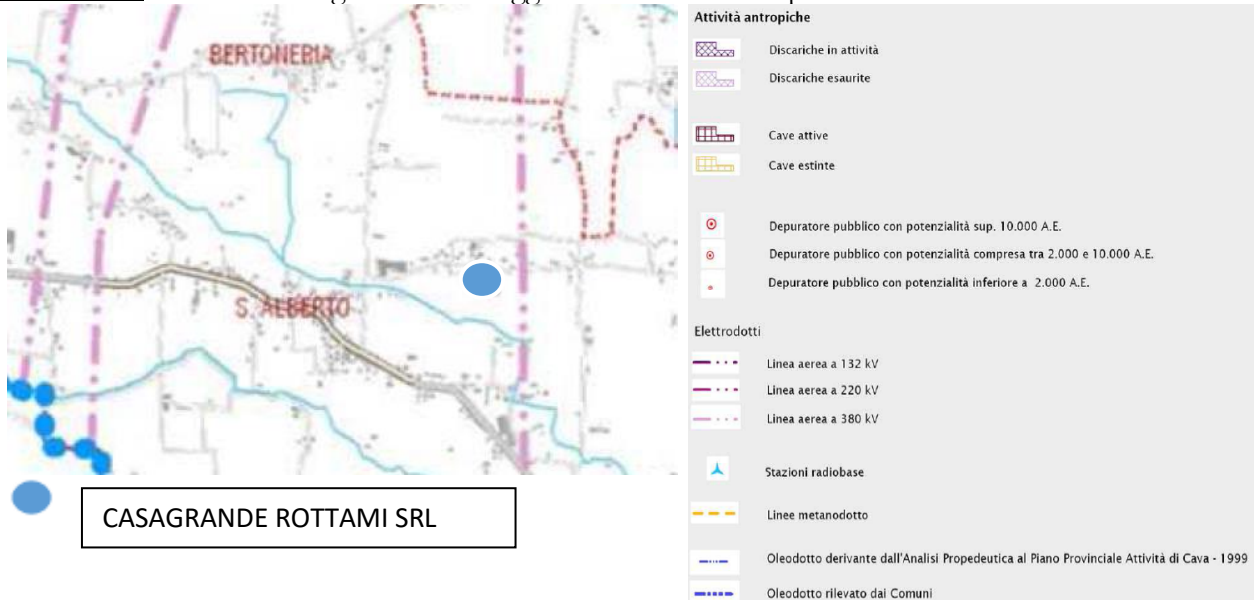 BERTONERIA
S. ALBERTO
CASAGRANDE ROTTAMI SRL
Attività antropiche
Discariche in attività
Discariche esaurite
Cave attive
Cave estinte
Depuratore pubblico con potenzialità sup. 10.000 A.E.
Depuratore pubblico con potenzialità compresa tra 2.000 e 10.000 A.E.
Depuratore pubblico con potenzialità inferiore a 2.000 A.E.
Elettrodotti
Linea aerea a 132 kV
Linea aerea a 220 kV
Linea aerea a 380 kV
Stazioni radiobase
Linee metanodotto
Oleodotto derivante dall'Analisi Propedeutica al Piano Provinciale Attività di Cava - 1999
Oleodotto rilevato dai Comuni